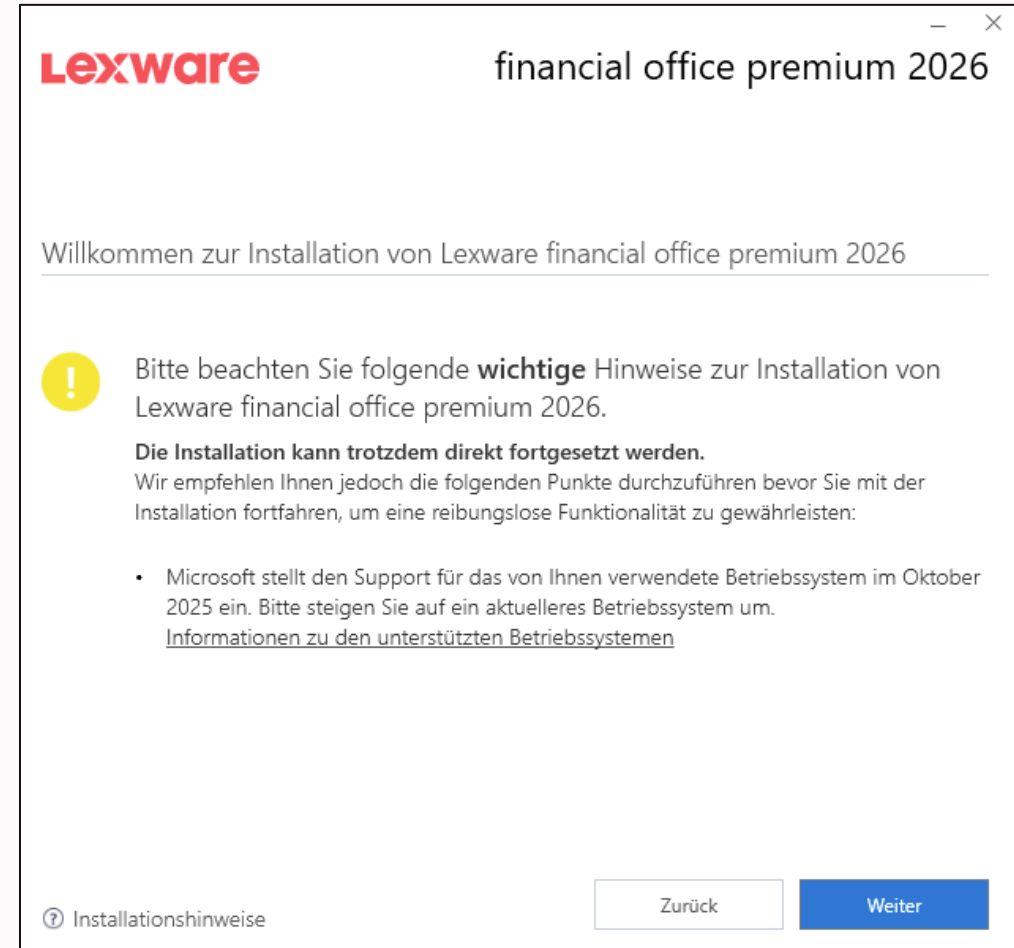 Lexware
financial office premium 2026
Willkommen zur Installation von Lexware financial office premium 2026
Bitte beachten Sie folgende wichtige Hinweise zur Installation von
Lexware financial office premium 2026.
Die Installation kann trotzdem direkt fortgesetzt werden.
Wir empfehlen Ihnen jedoch die folgenden Punkte durchzuführen bevor Sie mit der
Installation fortfahren, um eine reibungslose Funktionalität zu gewährleisten:
• Microsoft stellt den Support für das von Ihnen verwendete Betriebssystem im Oktober
2025 ein. Bitte steigen Sie auf ein aktuelleres Betriebssystem um.
Informationen zu den unterstützten Betriebssystemen
Installationshinweise
Zurück
Weiter